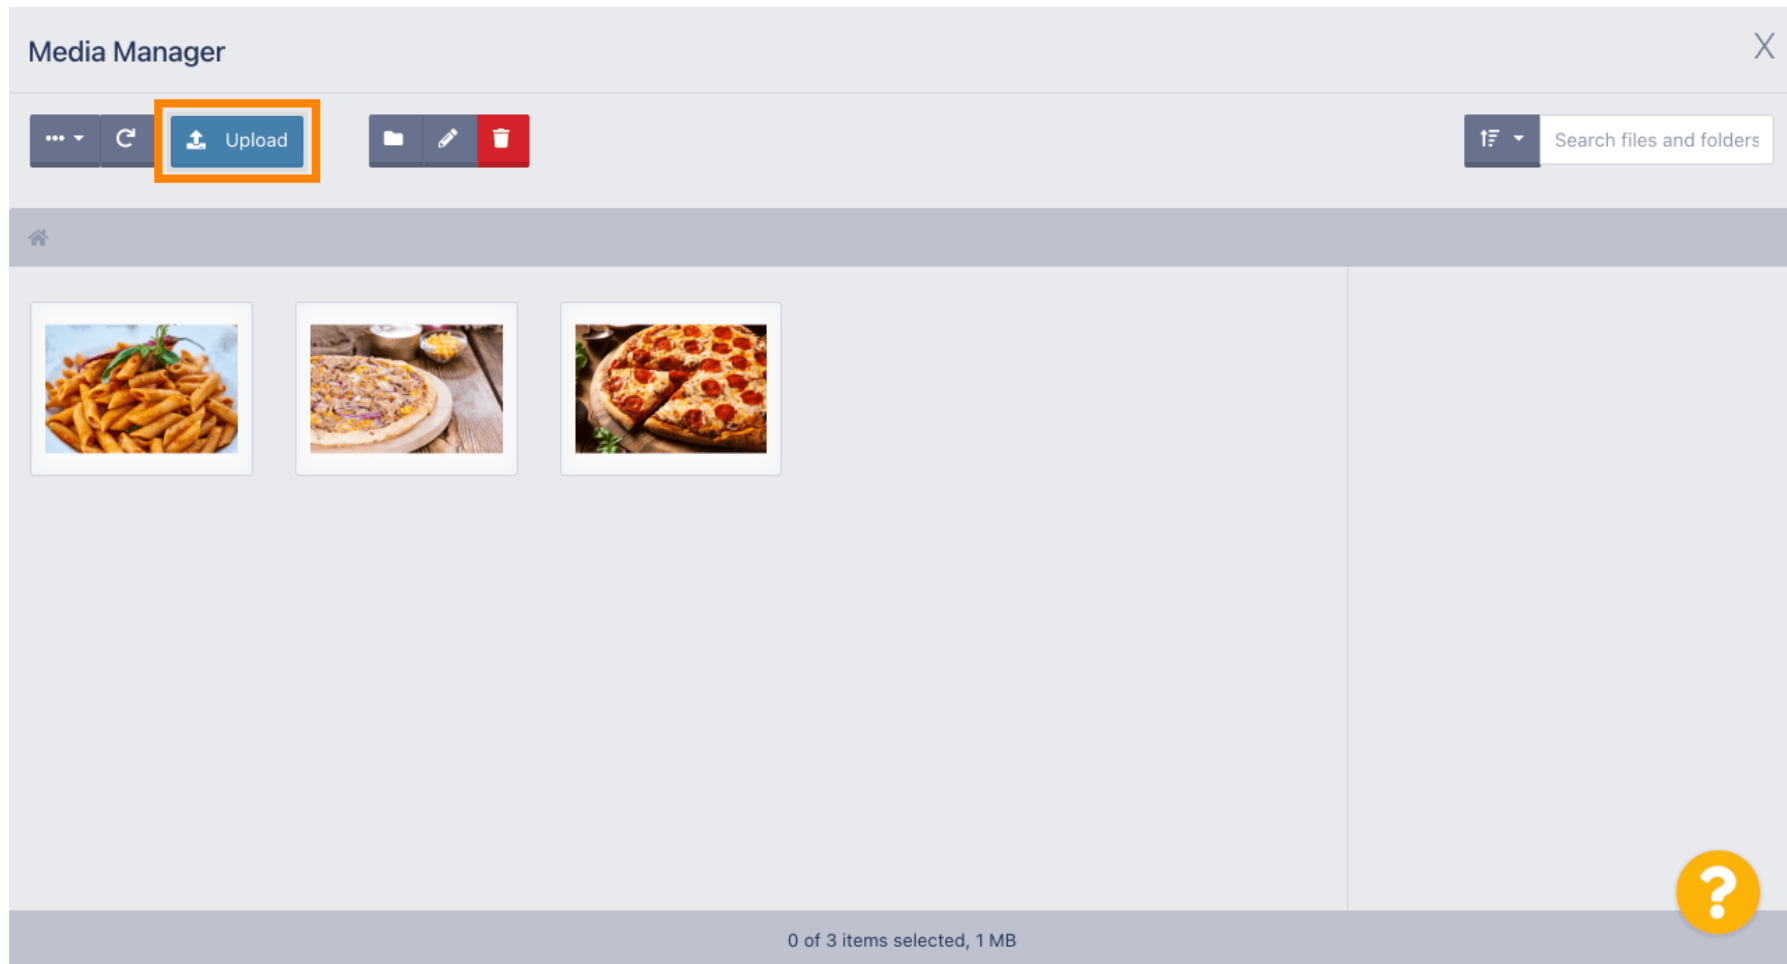 Media Manager
X
Upload
Search files and folders
?
0 of 3 items selected, 1 MB